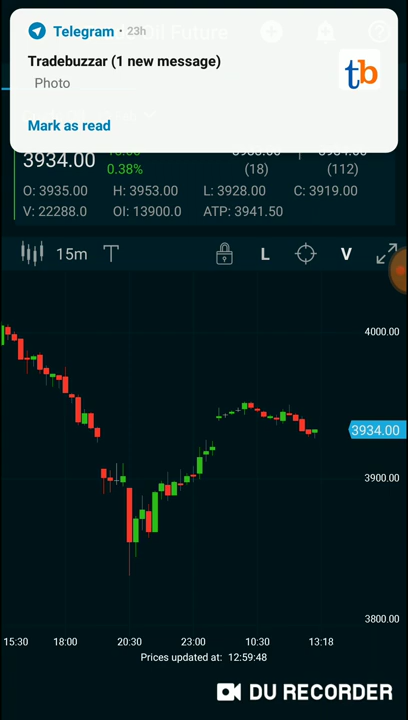 Telegram · 23h
Tradebuzzar (1 new message)
Photo
Mark as read
tb
Future
3934.00
0.38%
(18)
(112)
O: 3935.00 H: 3953.00 L: 3928.00 C: 3919.00
V: 22288.0 OI: 13900.0 ATP: 3941.50
15m T L V
4000.00
3934.00
3900.00
3800.00
15:30 18:00 20:30 23:00 10:30 13:18
Prices updated at: 12:59:48
DU RECORDER